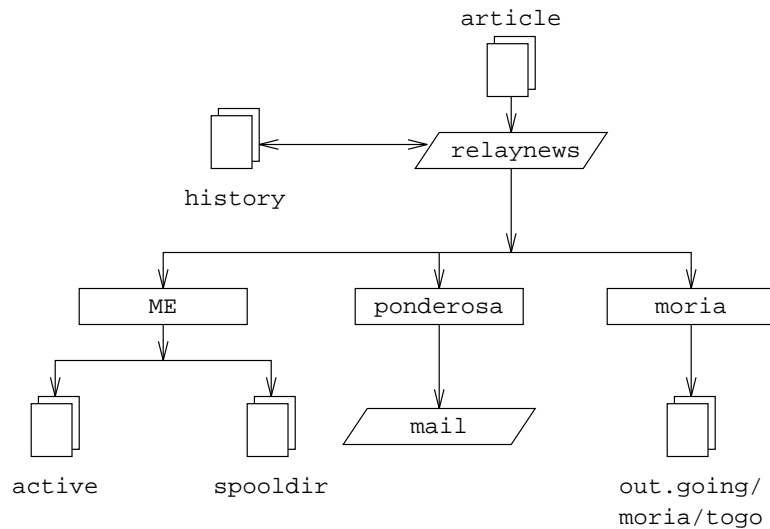 article
relaynews
history
ME
ponderosa
moria
mail
active
spooldir
out.going/
moria/togo